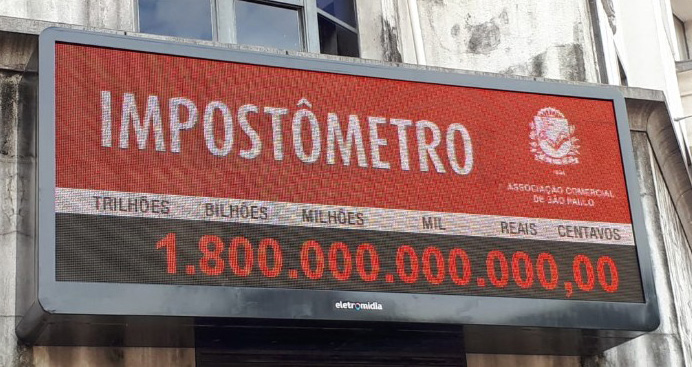 IMPOSTÔMETRO
ASSOCIAÇÃO COMERCIAL
DE SÃO PAULO
TRILHÕES BILHÕES MILHÕES MIL REAIS CENTAVOS
1.800.000.000.000,00
eletromidia